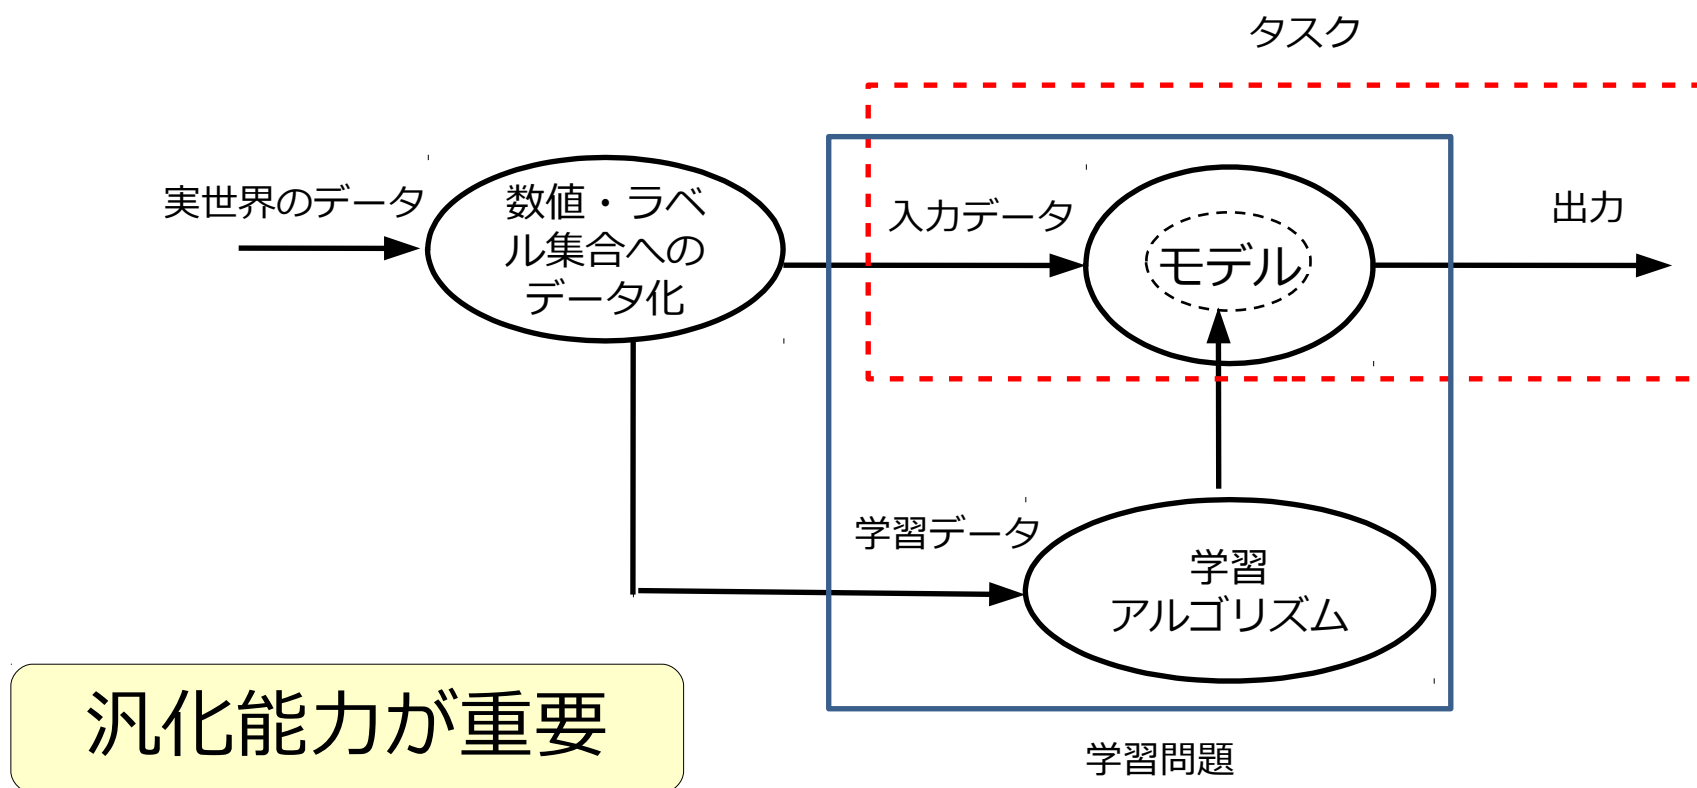 タスク
実世界のデータ
数値・ラベ
ル集合への
データ化
入力データ
モデル
出力
学習データ
学習
アルゴリズム
汎化能力が重要
学習問題